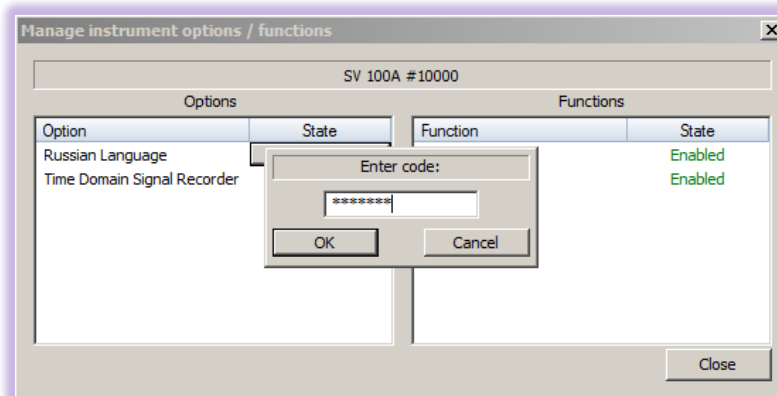 Manage instrument options / functions
SV 100A #10000
Options Functions
Option State Function State
Russian Language Enabled
Time Domain Signal Recorder Enabled
Enter code:
*******
OK Cancel
Close